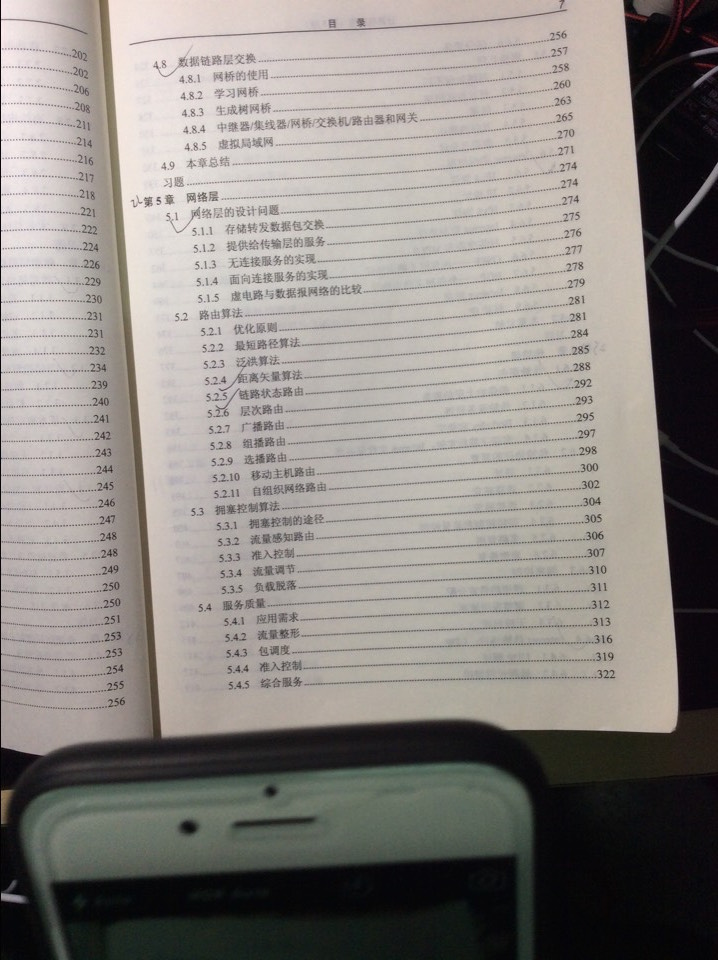 202
202
206
208
211
214
216
217
218
221
222
224
226
229
230
231
231
232
234
239
240
241
242
243
244
245
246
247
248
248
249
250
250
251
253
253
254
255
256
目 录 7
4.8 数据链路层交换 256
4.8.1 网桥的使用 257
4.8.2 学习网桥 258
4.8.3 生成树网桥 260
4.8.4 中继器/集线器/网桥/交换机/路由器和网关 263
4.8.5 虚拟局域网 265
4.9 本章总结 270
习题 271
第5章 网络层 274
5.1 网络层的设计问题 274
5.1.1 存储转发数据包交换 274
5.1.2 提供给传输层的服务 275
5.1.3 无连接服务的实现 276
5.1.4 面向连接服务的实现 277
5.1.5 虚电路与数据报网络的比较 278
5.2 路由算法 279
5.2.1 优化原则 281
5.2.2 最短路径算法 281
5.2.3 泛洪算法 284
5.2.4 距离矢量算法 285
5.2.5 链路状态路由 288
5.2.6 层次路由 292
5.2.7 广播路由 293
5.2.8 组播路由 295
5.2.9 选播路由 297
5.2.10 移动主机路由 298
5.2.11 自组织网络路由 300
5.3 拥塞控制算法 302
5.3.1 拥塞控制的途径 304
5.3.2 流量感知路由 305
5.3.3 准入控制 306
5.3.4 流量调节 307
5.3.5 负载脱落 310
5.4 服务质量 311
5.4.1 应用需求 312
5.4.2 流量整形 313
5.4.3 包调度 316
5.4.4 准入控制 319
5.4.5 综合服务 322